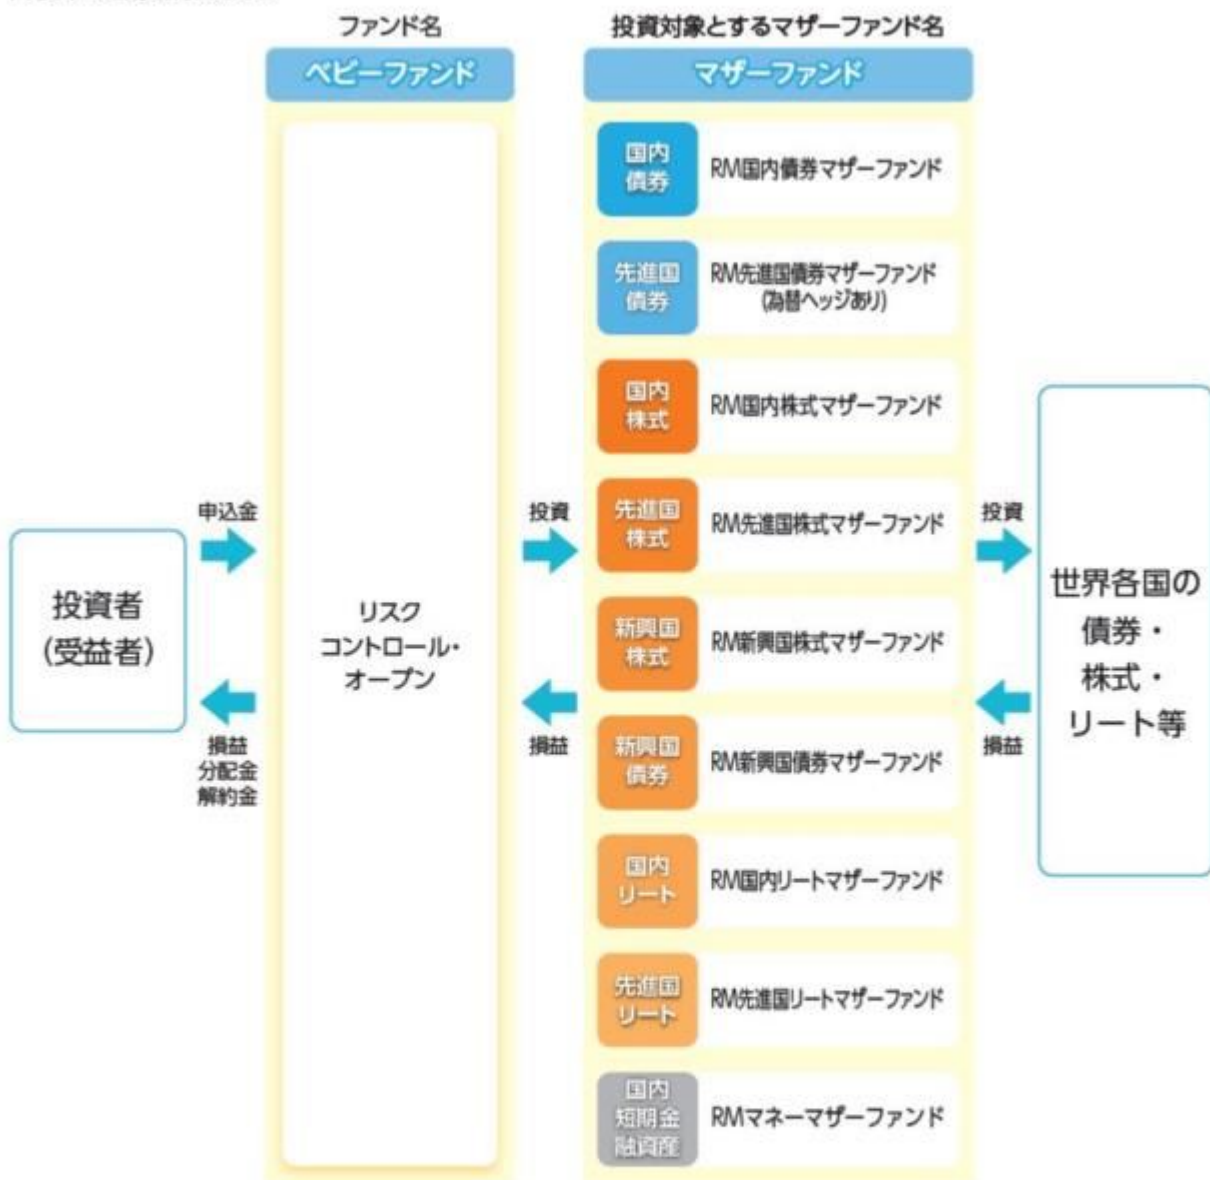 ファンド名
投資対象とするマザーファンド名
ベビーファンド
マザーファンド
投資者
(受益者)
申込金
損益
分配金
解約金
リスク
コントロール・
オープン
投資
損益
国内
債券
RM国内債券マザーファンド
先進国
債券
RM先進国債券マザーファンド
(為替ヘッジあり)
国内
株式
RM国内株式マザーファンド
先進国
株式
RM先進国株式マザーファンド
新興国
株式
RM新興国株式マザーファンド
新興国
債券
RM新興国債券マザーファンド
国内
リート
RM国内リートマザーファンド
先進国
リート
RM先進国リートマザーファンド
国内
短期金
融資産
RMマネーマザーファンド
投資
損益
世界各国の
債券・
株式・
リート等